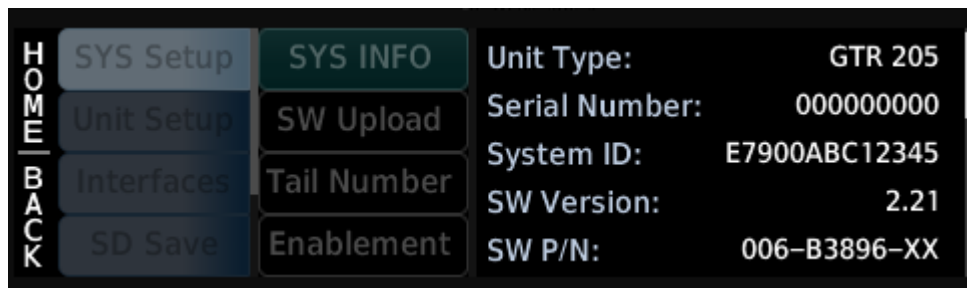 HOME
BACK
SYS Setup
Unit Setup
Interfaces
SD Save
SYS INFO
SW Upload
Tail Number
Enablement
Unit Type: GTR 205
Serial Number: 000000000
System ID: E7900ABC12345
SW Version: 2.21
SW P/N: 006-B3896-XX